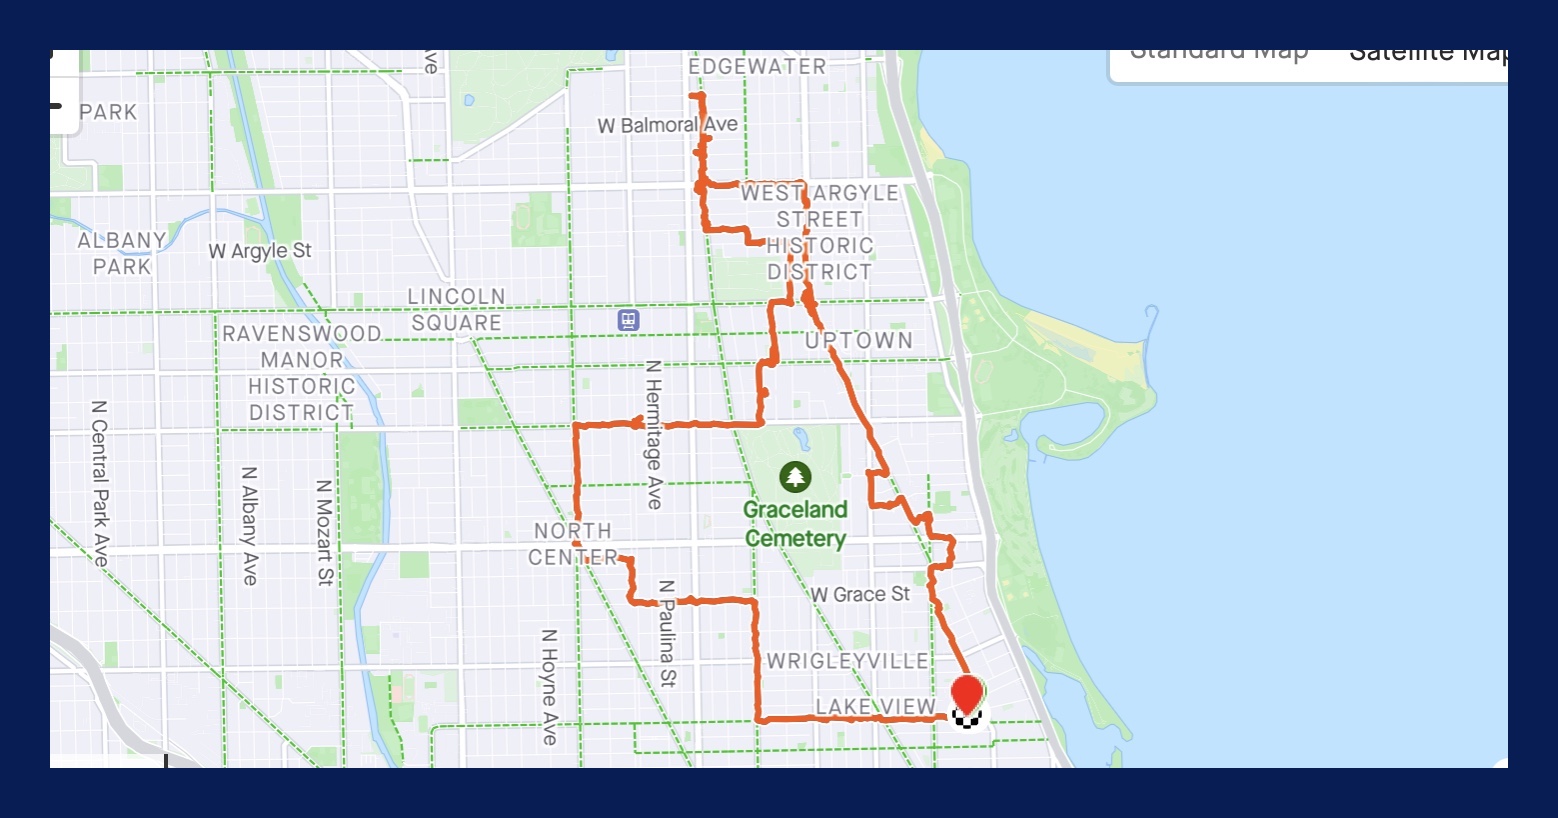 Standard Map
Satellite Map
EDGEWATER
Ave
PARK
W Balmoral Ave
WEST ARGYLE
STREET
HISTORIC
DISTRICT
ALBANY
PARK
W Argyle St
LINCOLN
SQUARE
RAVENSWOOD
MANOR
HISTORIC
DISTRICT
UPTOWN
N Central Park Ave
N Albany Ave
N Mozart St
N Hermitage Ave
Graceland
Cemetery
NORTH
CENTER
W Grace St
N Paulina St
N Hoyne Ave
WRIGLEYVILLE
LAKE VIEW